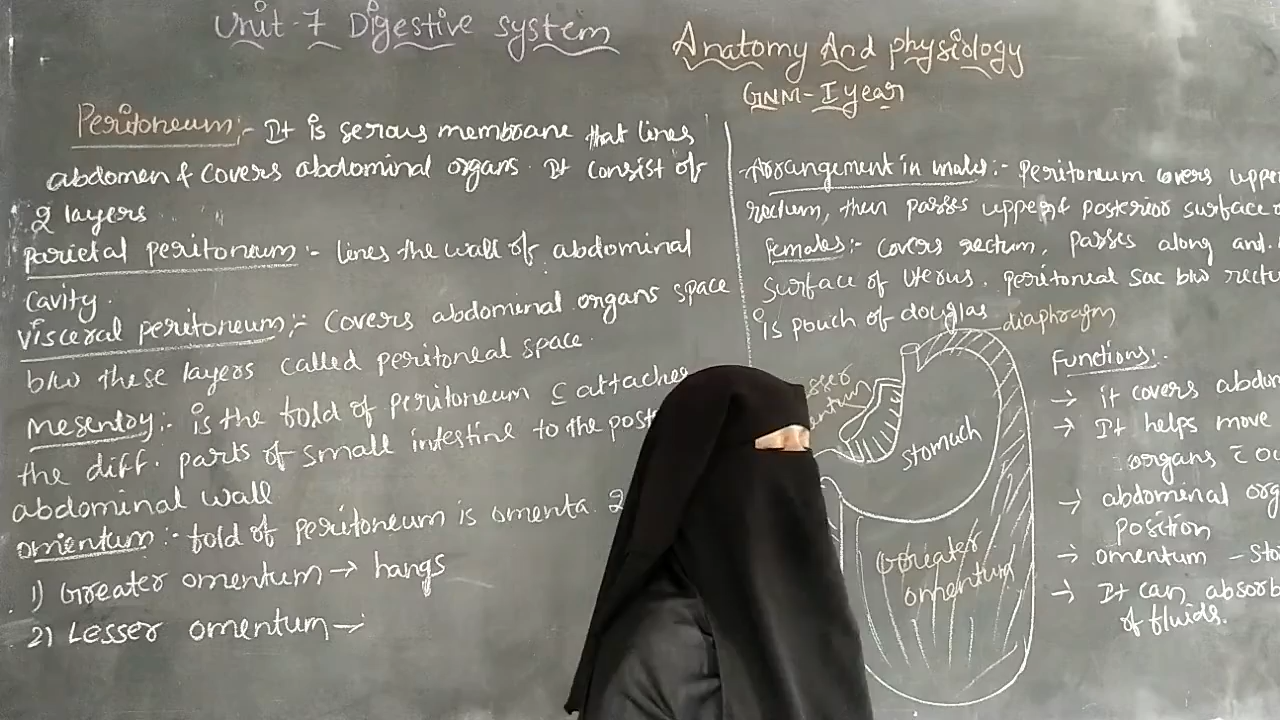 Unit-7 Digestive system
Anatomy And physiology
GNM - I year
Peritoneum:- It is serous membrane that lines
abdomen & covers abdominal organs. It consist of
2 layers
parietal peritoneum :- lines the wall of abdominal
cavity.
visceral peritoneum :- covers abdominal organs space
b/w these layers called peritoneal space.
mesentry :- is the fold of peritoneum c attaches
the diff. parts of small intestine to the post
abdominal wall
omentum :- fold of peritoneum is omenta. 2
1) Greater omentum → hangs
2) Lesser omentum →
Arrangement in males :- Peritoneum covers uppe
rectum, then passes upper & posterior surface
females :- covers rectum, passes along and
surface of uterus. peritoneal sac b/w rectu
is pouch of douglas
diaphragm
stomach
Greater
omentum
Functions :-
→ it covers abdo
→ It helps move
organs
→ abdominal org
position
→ omentum -
→ It can absorb
of fluids.